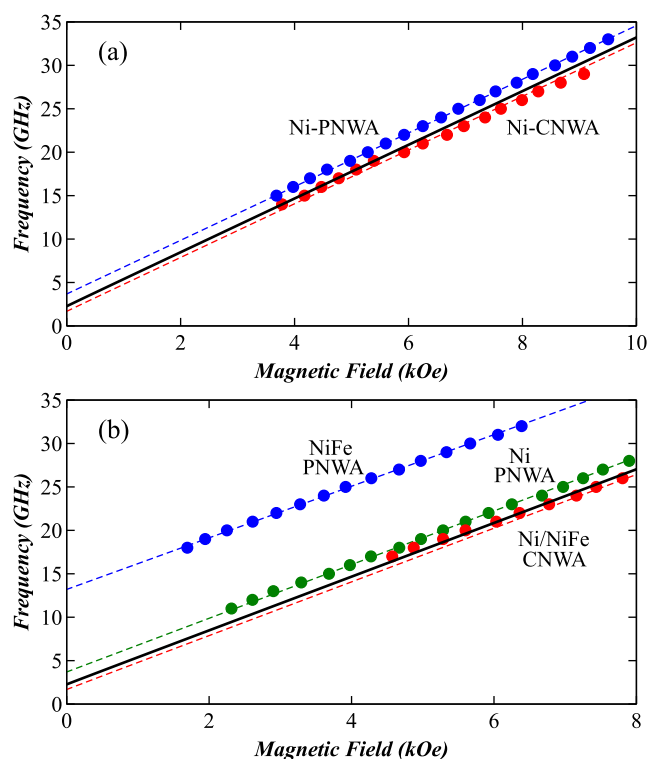 (a)
35
30
25
20
15
10
5
0
Frequency (GHz)
Ni-PNWA
Ni-CNWA
0 2 4 6 8 10
Magnetic Field (kOe)
(b)
35
30
25
20
15
10
5
0
Frequency (GHz)
NiFe
PNWA
Ni
PNWA
Ni/NiFe
CNWA
0 2 4 6 8
Magnetic Field (kOe)